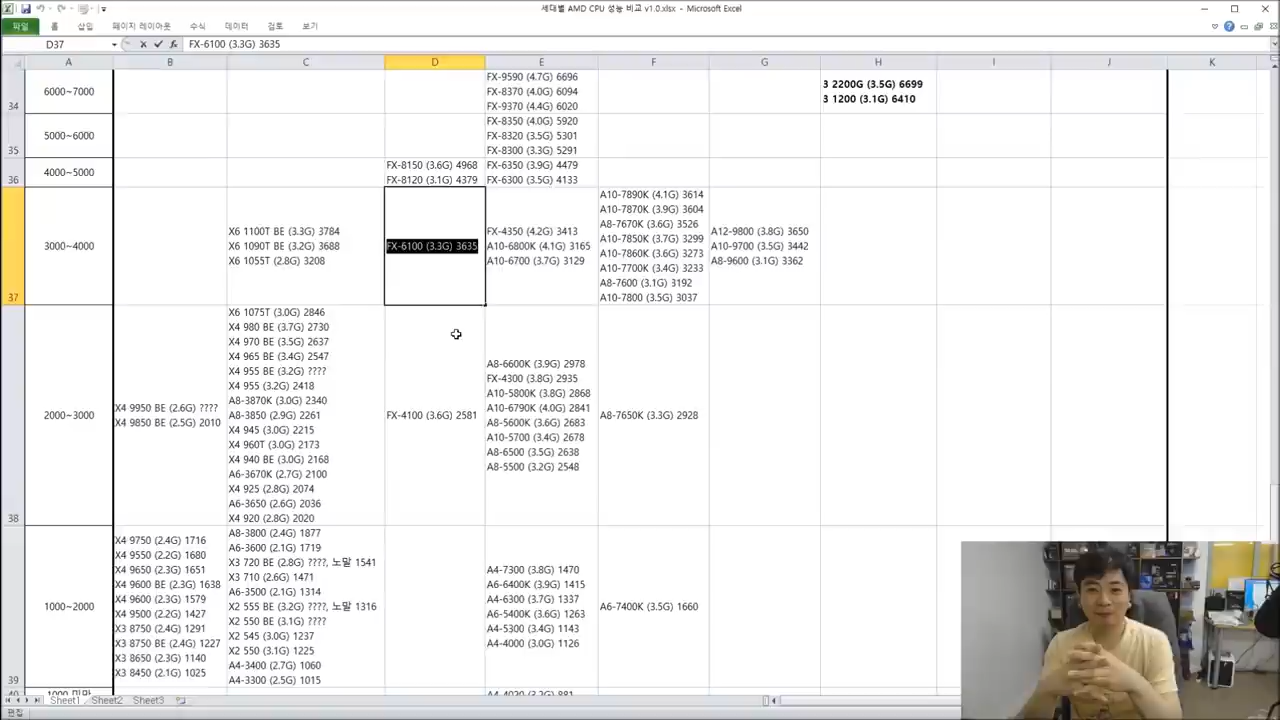 세대별 AMD CPU 성능 비교 v1.0.xlsx - Microsoft Excel
파일 홈 삽입 페이지 레이아웃 수식 데이터 검토 보기
D37 FX-6100 (3.3G) 3635
A B C D E F G H I J K
34
6000~7000
FX-9590 (4.7G) 6696
FX-8370 (4.0G) 6094
FX-9370 (4.4G) 6020
3 2200G (3.5G) 6699
3 1200 (3.1G) 6410
35
5000~6000
FX-8350 (4.0G) 5920
FX-8320 (3.5G) 5301
FX-8300 (3.3G) 5291
36
4000~5000
FX-8150 (3.6G) 4968
FX-8120 (3.1G) 4379
FX-6350 (3.9G) 4479
FX-6300 (3.5G) 4133
37
3000~4000
X6 1100T BE (3.3G) 3784
X6 1090T BE (3.2G) 3688
X6 1055T (2.8G) 3208
FX-6100 (3.3G) 3635
FX-4350 (4.2G) 3413
A10-6800K (4.1G) 3165
A10-6700 (3.7G) 3129
A10-7890K (4.1G) 3614
A10-7870K (3.9G) 3604
A8-7670K (3.6G) 3526
A10-7850K (3.7G) 3299
A10-7860K (3.6G) 3273
A10-7700K (3.4G) 3233
A8-7600 (3.1G) 3192
A10-7800 (3.5G) 3037
A12-9800 (3.8G) 3650
A10-9700 (3.5G) 3442
A8-9600 (3.1G) 3362
38
2000~3000
X4 9950 BE (2.6G) ????
X4 9850 BE (2.5G) 2010
X6 1075T (3.0G) 2846
X4 980 BE (3.7G) 2730
X4 970 BE (3.5G) 2637
X4 965 BE (3.4G) 2547
X4 955 BE (3.2G) ????
X4 955 (3.2G) 2418
A8-3870K (3.0G) 2340
A8-3850 (2.9G) 2261
X4 945 (3.0G) 2215
X4 960T (3.0G) 2173
X4 940 BE (3.0G) 2168
A6-3670K (2.7G) 2100
X4 925 (2.8G) 2074
A6-3650 (2.6G) 2036
X4 920 (2.8G) 2020
FX-4100 (3.6G) 2581
A8-6600K (3.9G) 2978
FX-4300 (3.8G) 2935
A10-5800K (3.8G) 2868
A10-6790K (4.0G) 2841
A8-5600K (3.6G) 2683
A10-5700 (3.4G) 2678
A8-6500 (3.5G) 2638
A8-5500 (3.2G) 2548
A8-7650K (3.3G) 2928
39
1000~2000
X4 9750 (2.4G) 1716
X4 9550 (2.2G) 1680
X4 9650 (2.3G) 1651
X4 9600 BE (2.3G) 1638
X4 9600 (2.3G) 1579
X4 9500 (2.2G) 1427
X3 8750 (2.4G) 1291
X3 8750 BE (2.4G) 1227
X3 8650 (2.3G) 1140
X3 8450 (2.1G) 1025
A8-3800 (2.4G) 1877
A6-3600 (2.1G) 1719
X3 720 BE (2.8G) ????, 노말 1541
X3 710 (2.6G) 1471
A6-3500 (2.1G) 1314
X2 555 BE (3.2G) ????, 노말 1316
X2 550 BE (3.1G) ????
X2 545 (3.0G) 1237
X2 550 (3.1G) 1225
A4-3400 (2.7G) 1060
A4-3300 (2.5G) 1015
A4-7300 (3.8G) 1470
A6-6400K (3.9G) 1415
A4-6300 (3.7G) 1337
A6-5400K (3.6G) 1263
A4-5300 (3.4G) 1143
A4-4000 (3.0G) 1126
A6-7400K (3.5G) 1660
Sheet1 Sheet2 Sheet3
편집